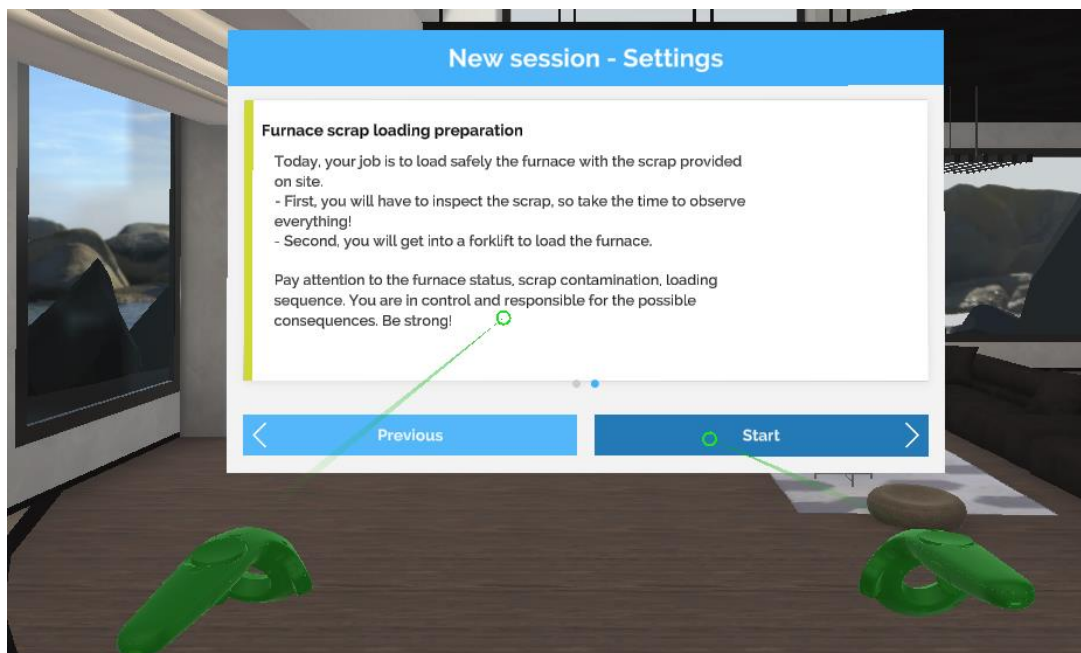 New session - Settings
Furnace scrap loading preparation
Today, your job is to load safely the furnace with the scrap provided
on site.
- First, you will have to inspect the scrap, so take the time to observe
everything!
- Second, you will get into a forklift to load the furnace.
Pay attention to the furnace status, scrap contamination, loading
sequence. You are in control and responsible for the possible
consequences. Be strong!
Previous
Start